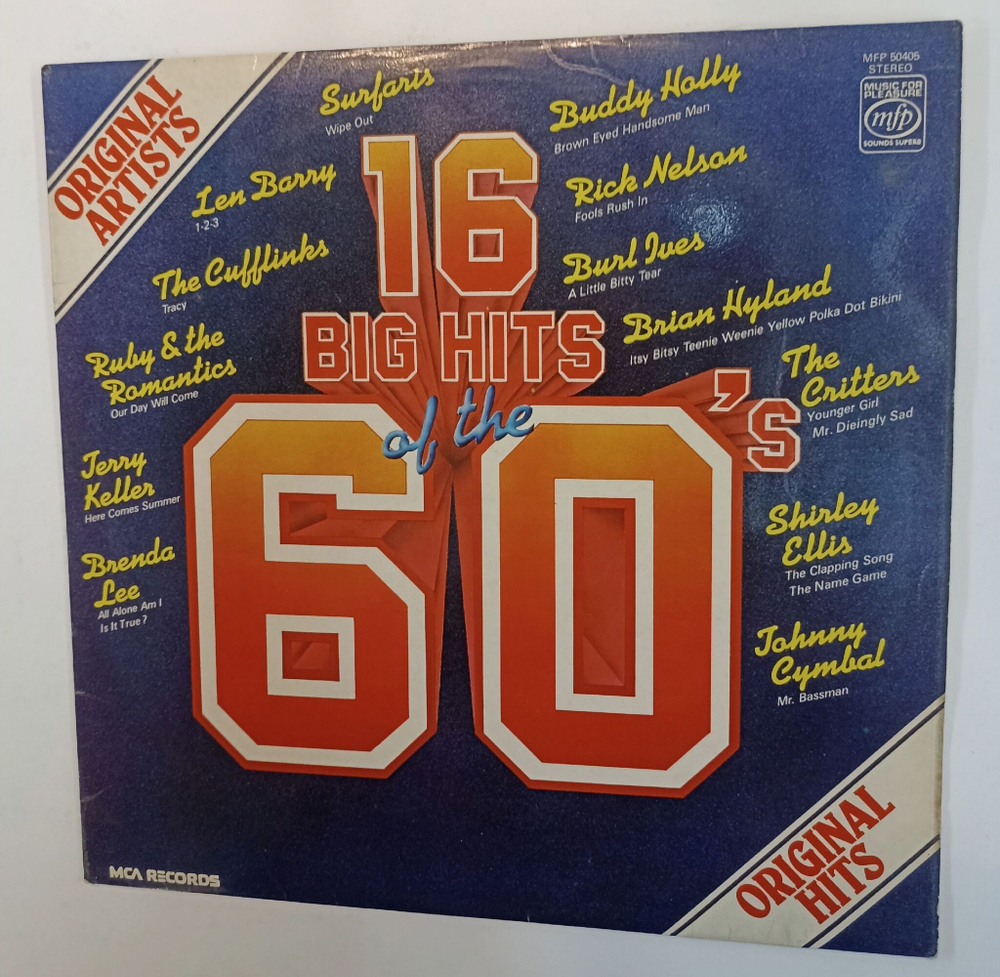 ORIGINAL
ARTISTS
Surfaris
Wipe Out
Len Barry
1-2-3
The Cufflinks
Tracy
Ruby & the
Romantics
Our Day Will Come
Jerry
Keller
Here Comes Summer
Brenda
Lee
All Alone Am I
Is It True?
16
BIG HITS
of the
60's
Buddy Holly
Brown Eyed Handsome Man
Rick Nelson
Fools Rush In
Burl Ives
A Little Bitty Tear
Brian Hyland
Itsy Bitsy Teenie Weenie Yellow Polka Dot Bikini
The
Critters
Younger Girl
Mr. Dieingly Sad
Shirley
Ellis
The Clapping Song
The Name Game
Johnny
Cymbal
Mr. Bassman
MFP 50405
STEREO
MUSIC FOR
PLEASURE
mfp
SOUNDS SUPERB
MCA RECORDS
ORIGINAL
HITS